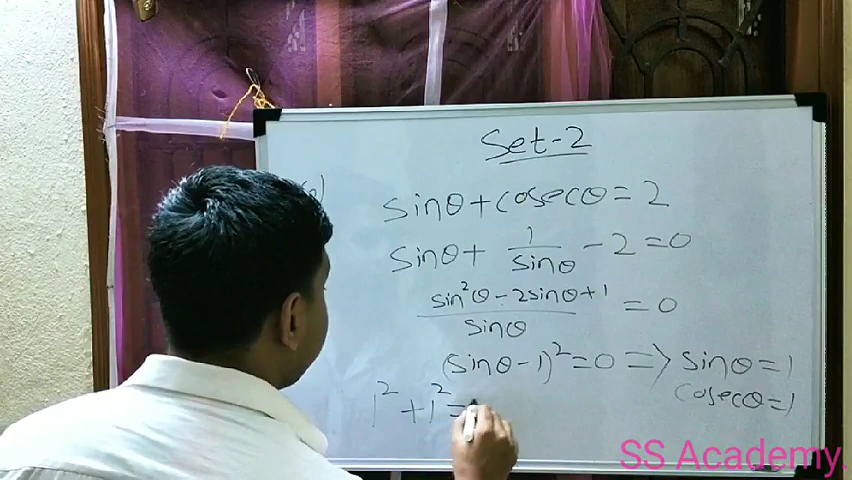 Set-2
sinθ+cosecθ=2
sinθ+ 1/sinθ -2=0
sin²θ-2sinθ+1/sinθ =0
(sinθ-1)²=0 => sinθ=1
cosecθ=1
1²+1²=
SS Academy.